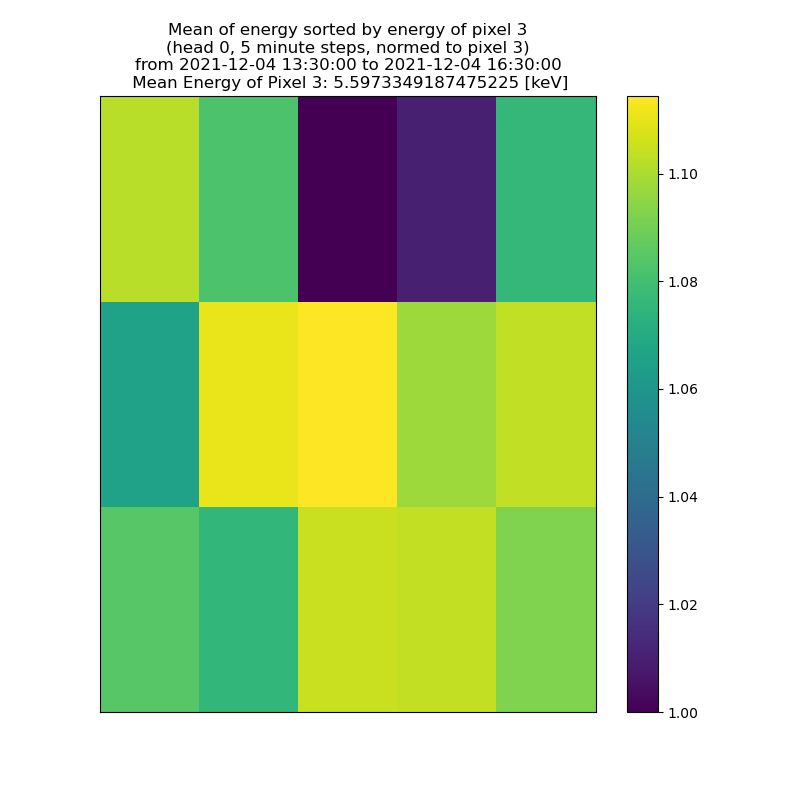 Mean of energy sorted by energy of pixel 3
(head 0, 5 minute steps, normed to pixel 3)
from 2021-12-04 13:30:00 to 2021-12-04 16:30:00
Mean Energy of Pixel 3: 5.5973349187475225 [keV]
1.10
1.08
1.06
1.04
1.02
1.00